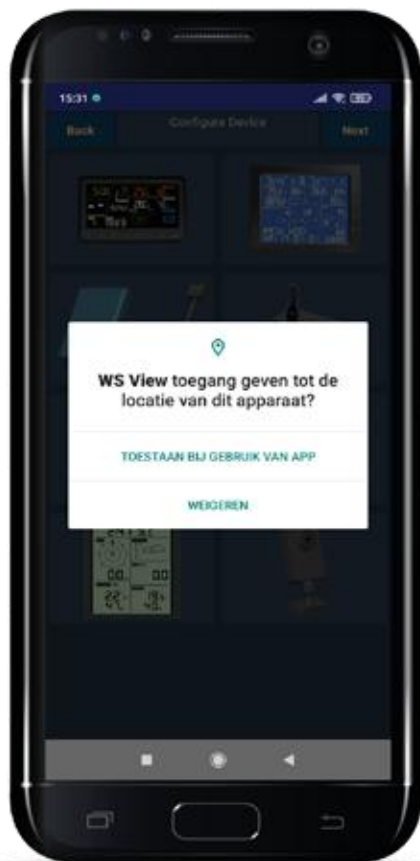 15:31
Back
Configure Device
Next
WS View toegang geven tot de
locatie van dit apparaat?
TOESTAAN BIJ GEBRUIK VAN APP
WEIGEREN